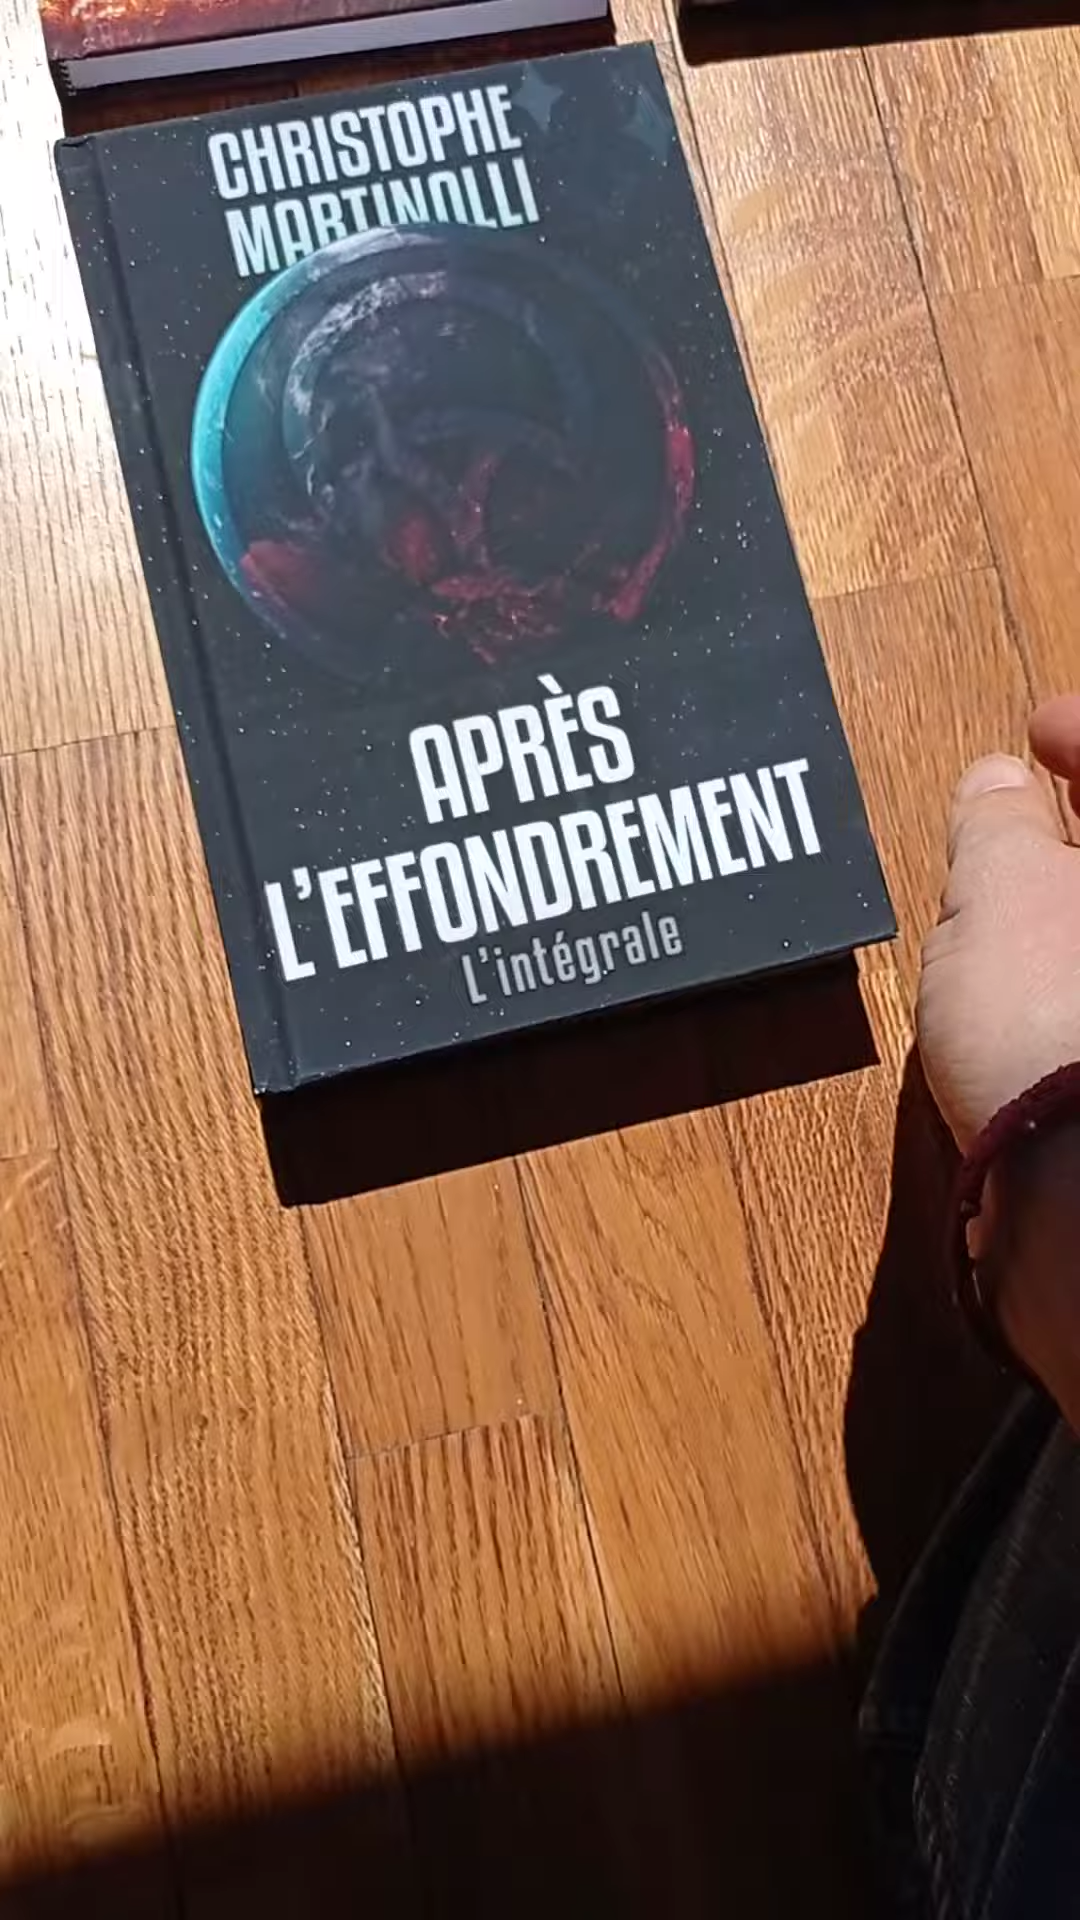 CHRISTOPHE
MARTINOLLI
APRÈS
L'EFFONDREMENT
L'intégrale